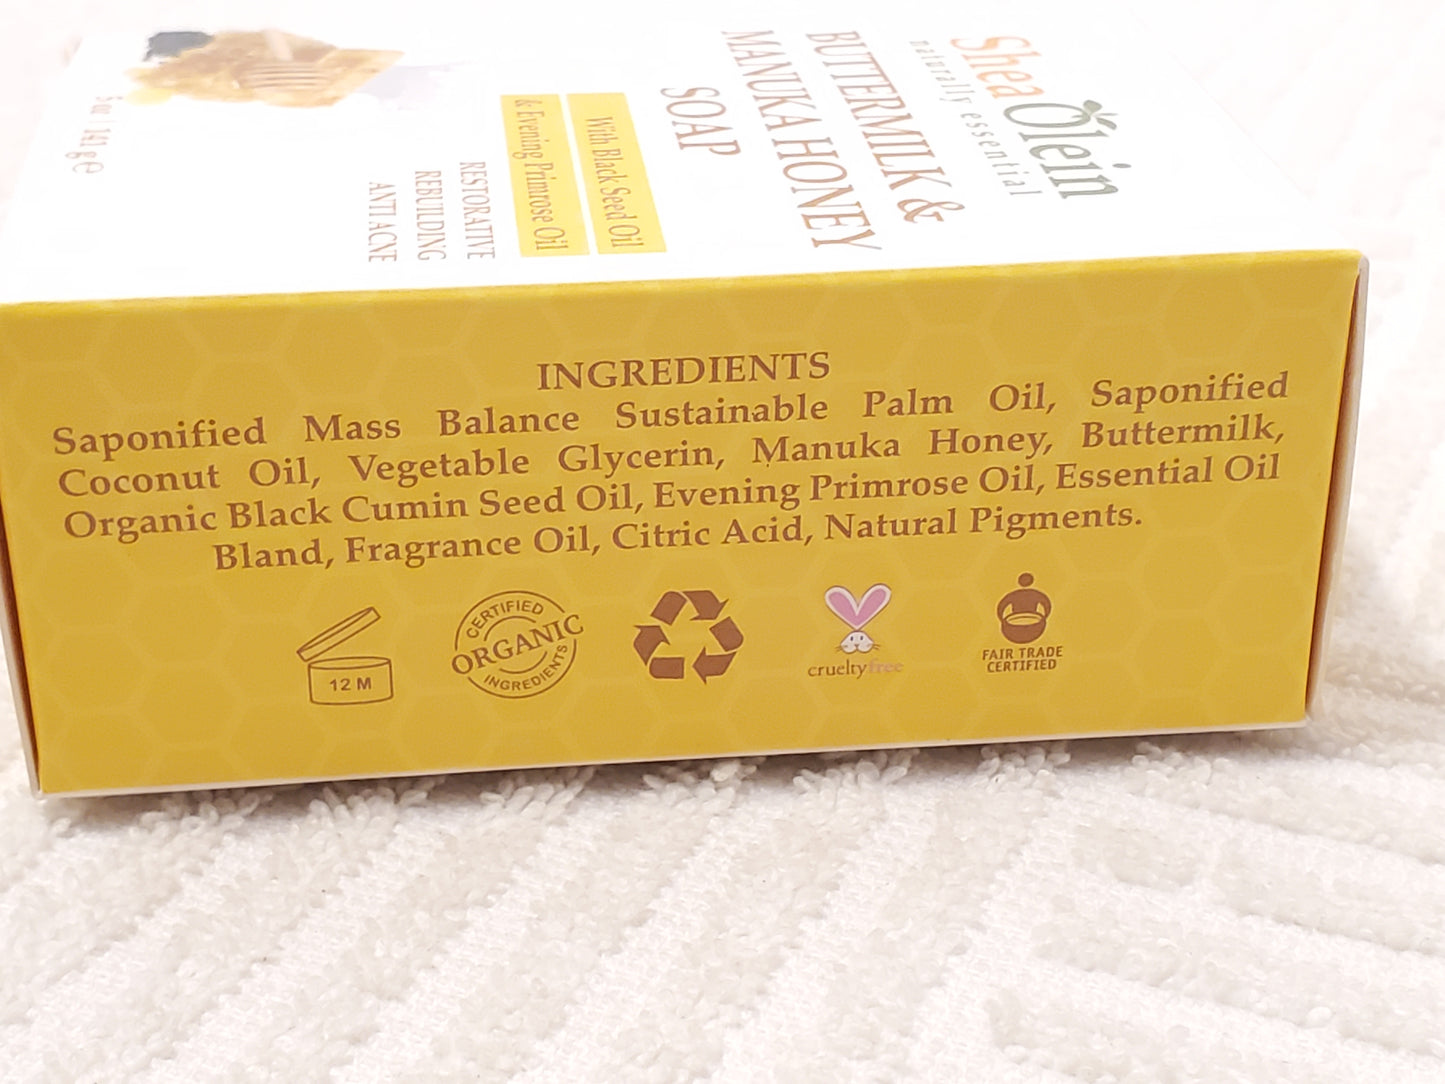 Shea Olein
naturally essential
BUTTERMILK &
MANUKA HONEY
SOAP
With Black Seed Oil
& Evening Primrose Oil
RESTORATIVE
REBUILDING
ANTI ACNE
5 oz / 141 g ℮
INGREDIENTS
Saponified Mass Balance Sustainable Palm Oil, Saponified
Coconut Oil, Vegetable Glycerin, Manuka Honey, Buttermilk,
Organic Black Cumin Seed Oil, Evening Primrose Oil, Essential Oil
Bland, Fragrance Oil, Citric Acid, Natural Pigments.
12 M
CERTIFIED
ORGANIC
INGREDIENTS
crueltyfree
FAIR TRADE
CERTIFIED